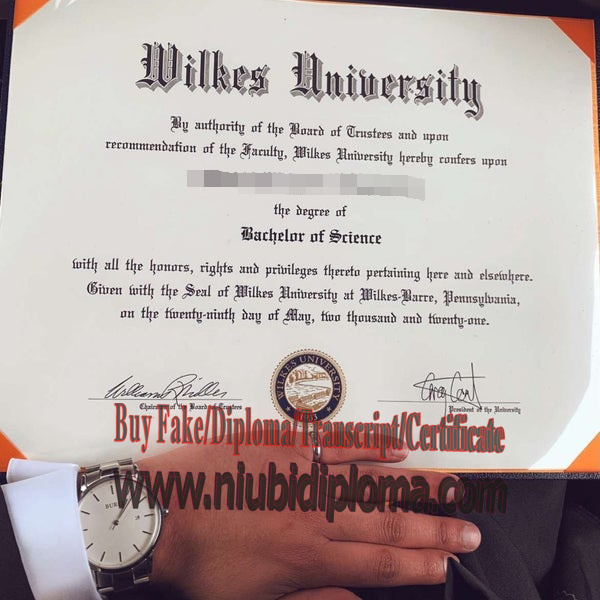 Wilkes University
By authority of the Board of Trustees and upon
recommendation of the Faculty, Wilkes University hereby confers upon
the degree of
Bachelor of Science
with all the honors, rights and privileges thereto pertaining here and elsewhere.
Given with the Seal of Wilkes University at Wilkes-Barre, Pennsylvania,
on the twenty-ninth day of May, two thousand and twenty-one.
WILKES UNIVERSITY
Chairman of the Board of Trustees
President of the University
Buy Fake/Diploma/Transcript/Certificate
www.niubidiploma.com